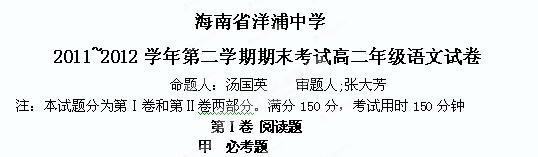 海南省洋浦中学
2011~2012 学年第二学期期末考试高二年级语文试卷
命题人：汤国英 审题人;张大芳
注：本试题分为第Ⅰ卷和第Ⅱ卷两部分。满分 150 分，考试用时 150 分钟
第Ⅰ卷 阅读题
甲 必考题